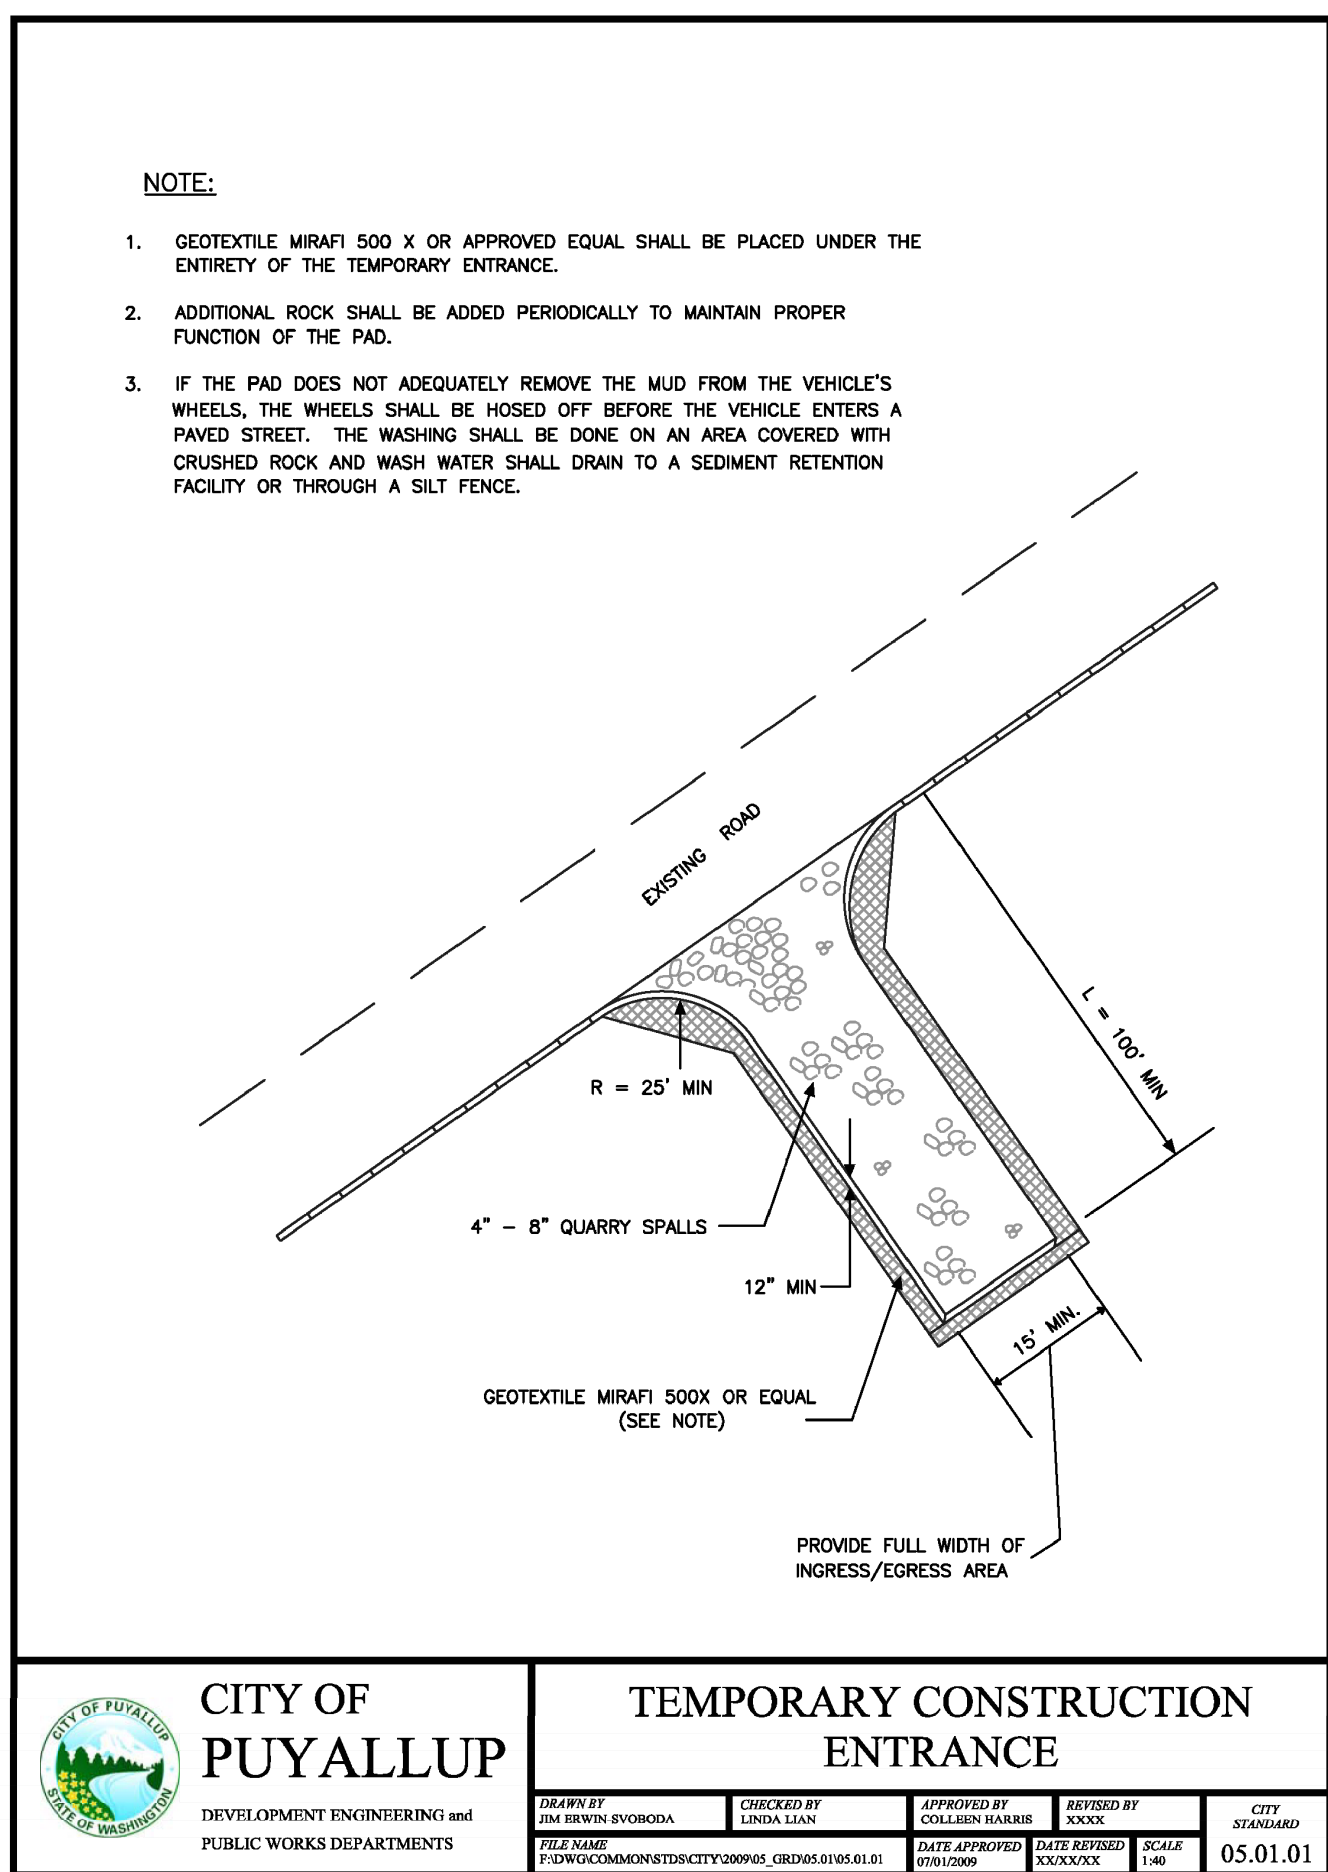 NOTE:
1. GEOTEXTILE MIRAFI 500 X OR APPROVED EQUAL SHALL BE PLACED UNDER THE
ENTIRETY OF THE TEMPORARY ENTRANCE.
2. ADDITIONAL ROCK SHALL BE ADDED PERIODICALLY TO MAINTAIN PROPER
FUNCTION OF THE PAD.
3. IF THE PAD DOES NOT ADEQUATELY REMOVE THE MUD FROM THE VEHICLE'S
WHEELS, THE WHEELS SHALL BE HOSED OFF BEFORE THE VEHICLE ENTERS A
PAVED STREET. THE WASHING SHALL BE DONE ON AN AREA COVERED WITH
CRUSHED ROCK AND WASH WATER SHALL DRAIN TO A SEDIMENT RETENTION
FACILITY OR THROUGH A SILT FENCE.
EXISTING ROAD
L = 100' MIN
R = 25' MIN
4" – 8" QUARRY SPALLS
12" MIN
15' MIN.
GEOTEXTILE MIRAFI 500X OR EQUAL
(SEE NOTE)
PROVIDE FULL WIDTH OF
INGRESS/EGRESS AREA
CITY OF PUYALLUP
STATE OF WASHINGTON
CITY OF
PUYALLUP
DEVELOPMENT ENGINEERING and
PUBLIC WORKS DEPARTMENTS
TEMPORARY CONSTRUCTION
ENTRANCE
DRAWN BY
JIM ERWIN-SVOBODA
CHECKED BY
LINDA LIAN
APPROVED BY
COLLEEN HARRIS
REVISED BY
XXXX
CITY
STANDARD
05.01.01
FILE NAME
F:\DWG\COMMON\STDS\CITY\2009\05_GRD\05.01\05.01.01
DATE APPROVED
07/01/2009
DATE REVISED
XX/XX/XX
SCALE
1:40